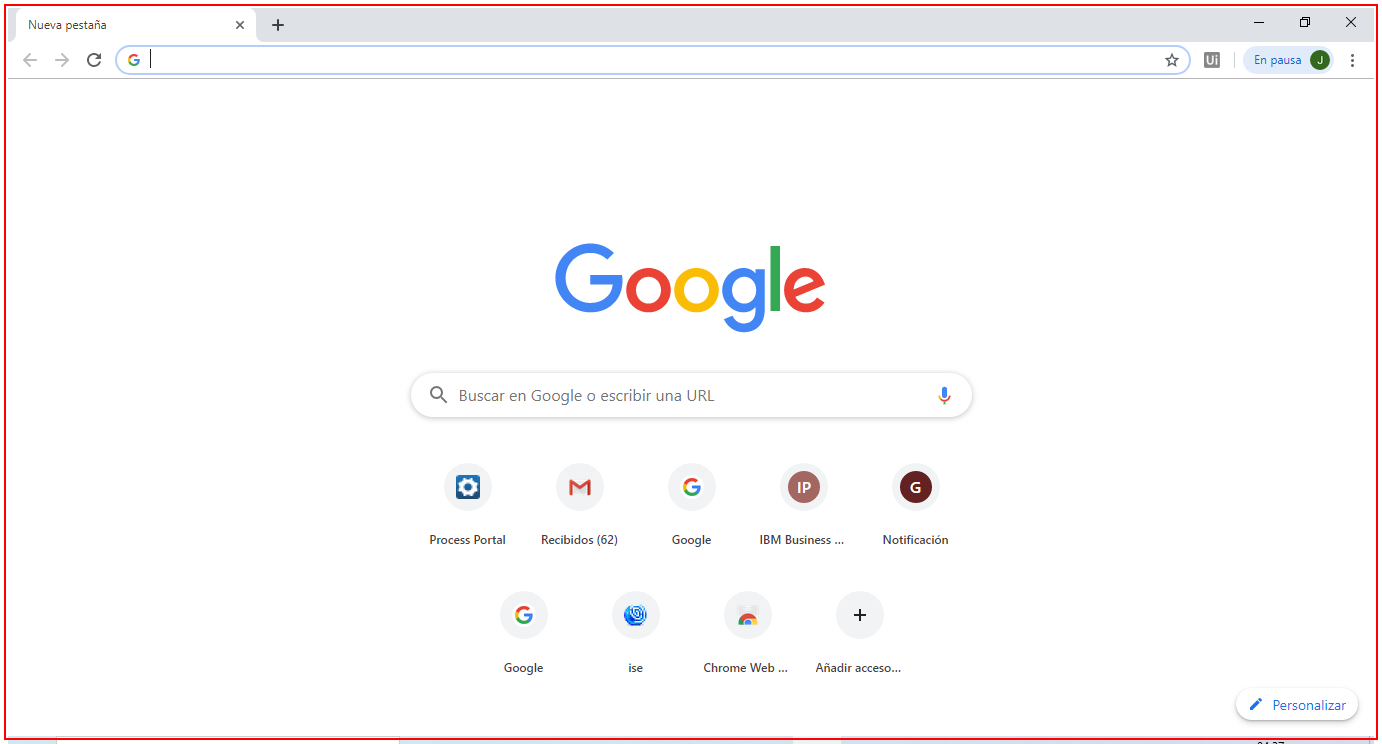 Nueva pestaña
Ui
En pausa J
Google
Buscar en Google o escribir una URL
IP G
Process Portal Recibidos (62) Google IBM Business ... Notificación
Google ise Chrome Web ... Añadir acceso...
Personalizar